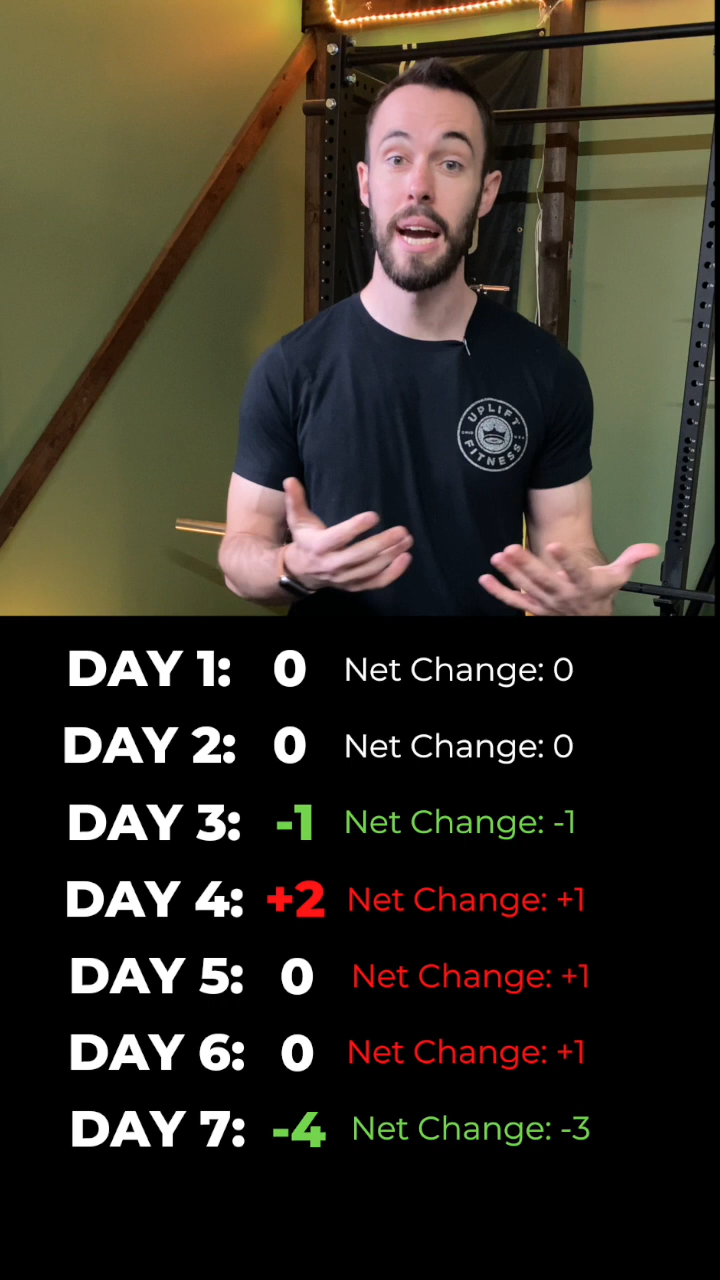 UPLIFT
FITNESS
DAY 1: 0 Net Change: 0
DAY 2: 0 Net Change: 0
DAY 3: -1 Net Change: -1
DAY 4: +2 Net Change: +1
DAY 5: 0 Net Change: +1
DAY 6: 0 Net Change: +1
DAY 7: -4 Net Change: -3